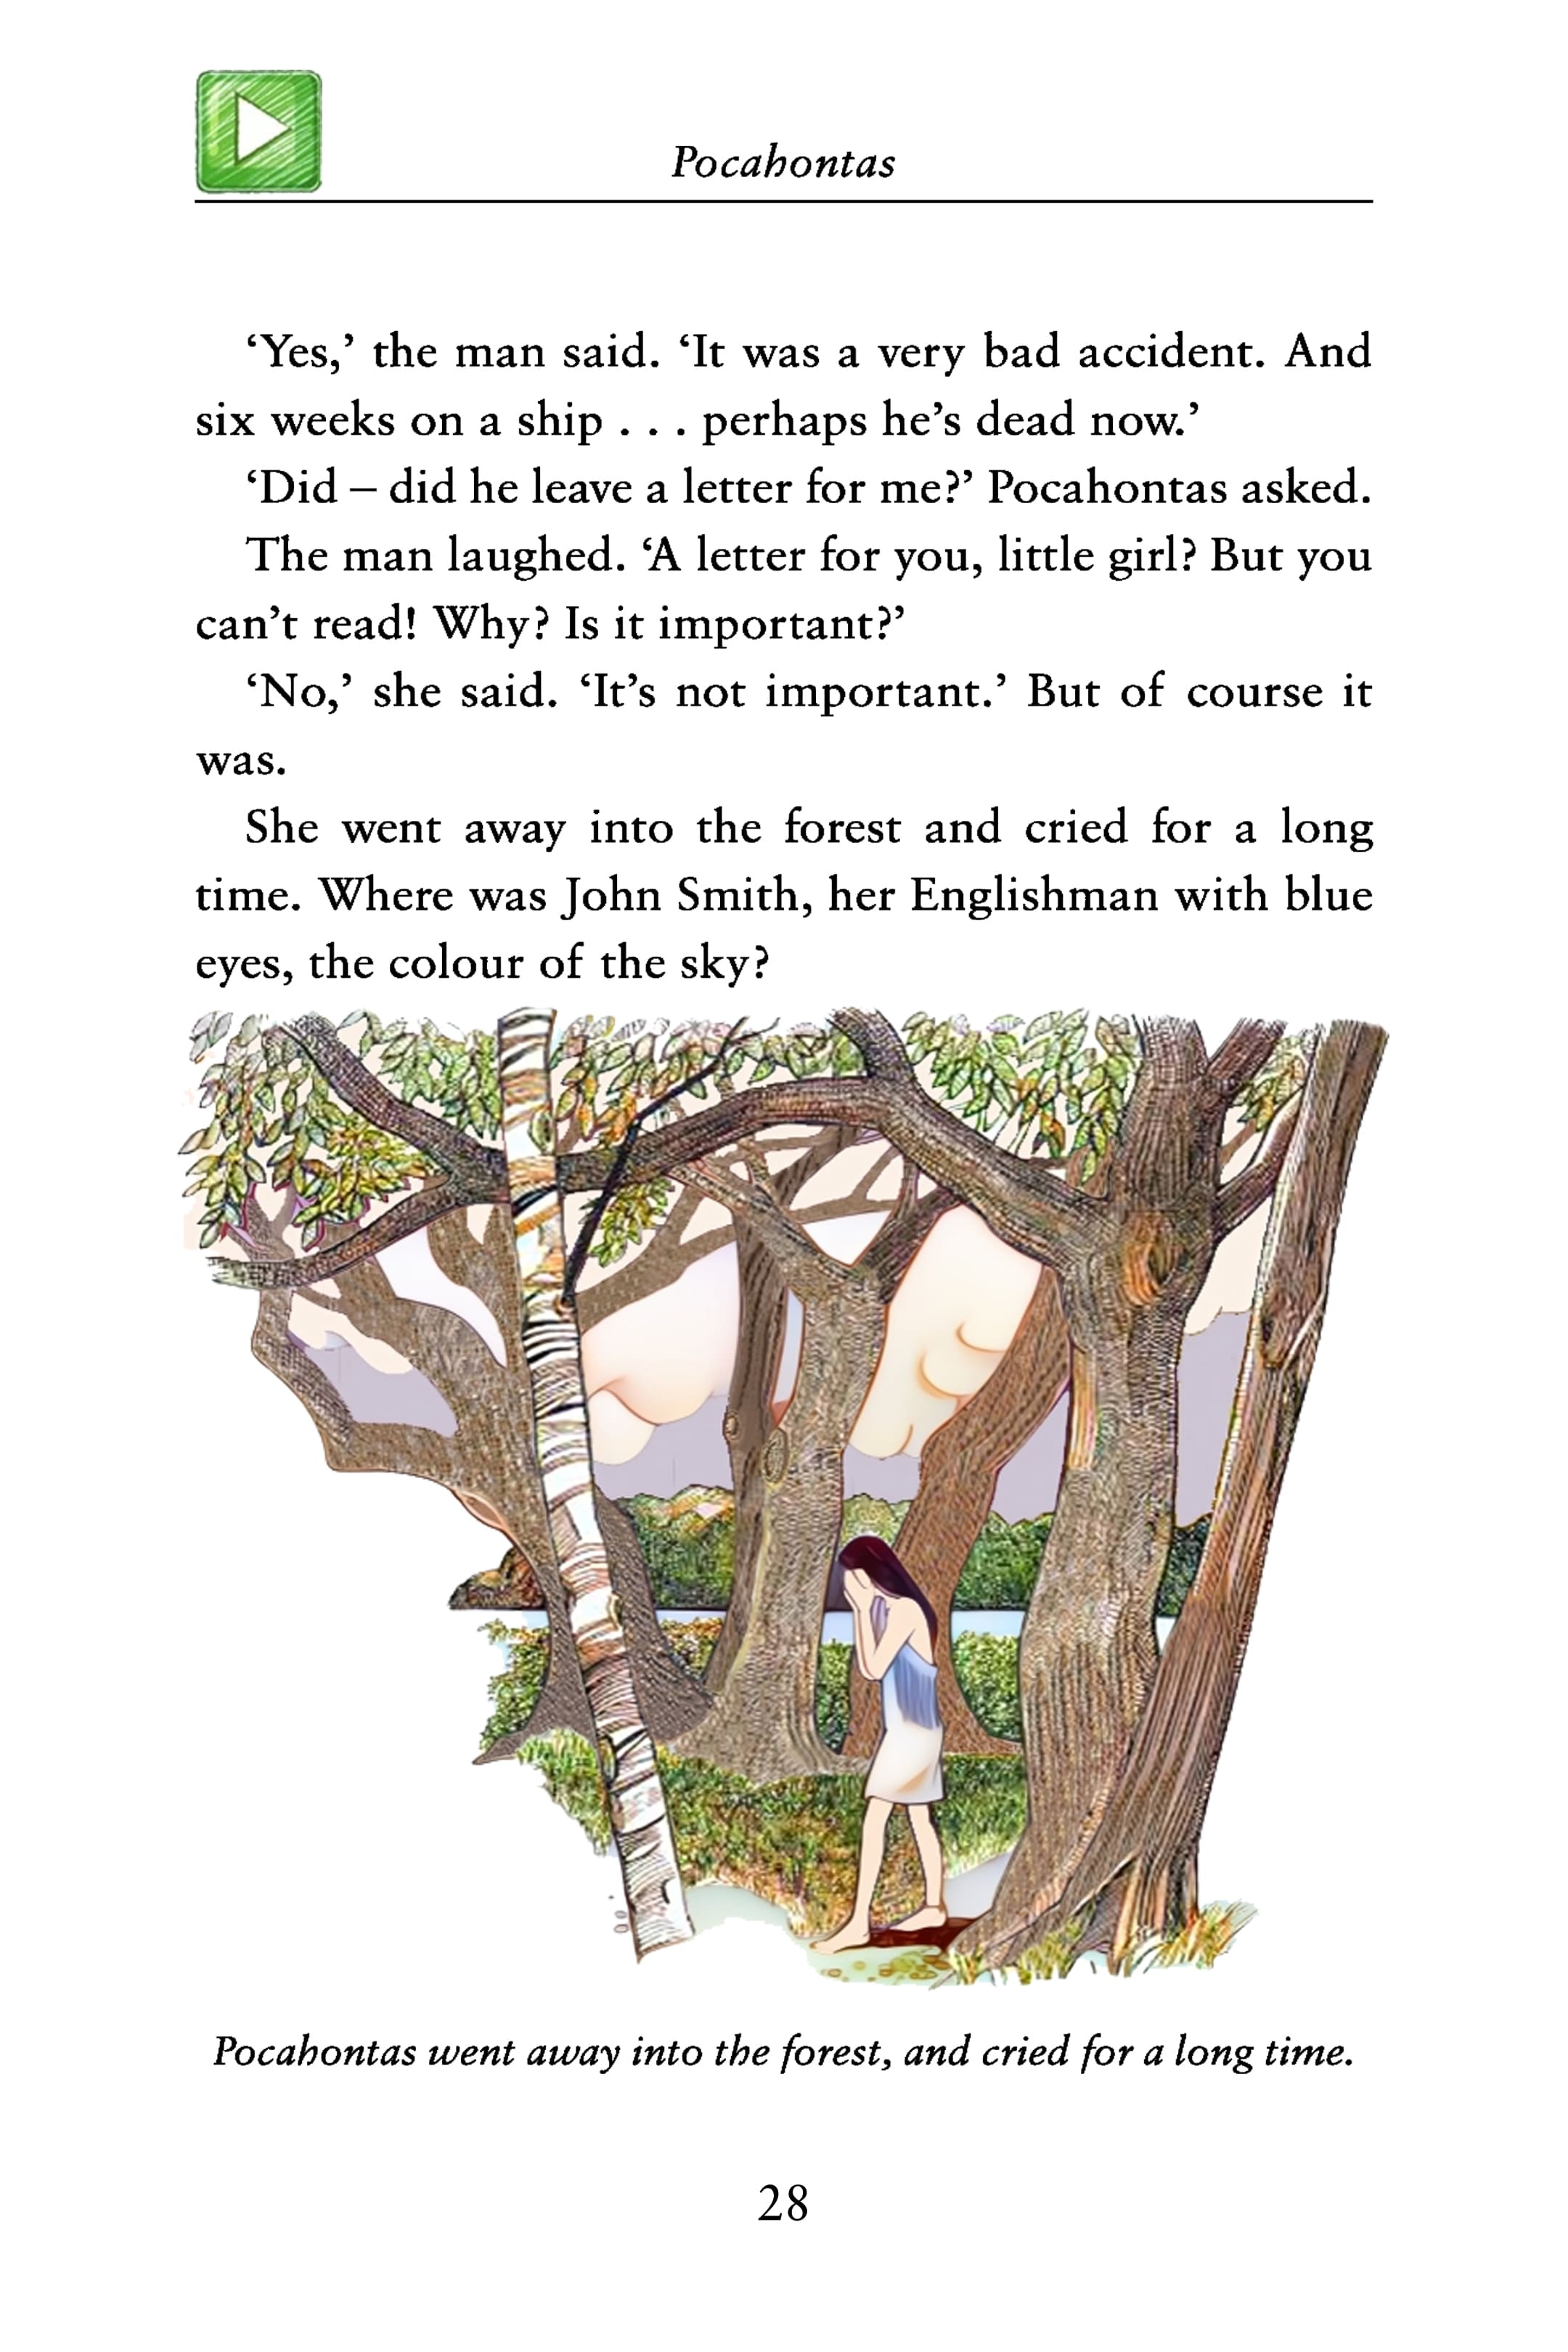 Pocahontas
‘Yes,’ the man said. ‘It was a very bad accident. And
six weeks on a ship . . . perhaps he’s dead now.’
‘Did – did he leave a letter for me?’ Pocahontas asked.
The man laughed. ‘A letter for you, little girl? But you
can’t read! Why? Is it important?’
‘No,’ she said. ‘It’s not important.’ But of course it
was.
She went away into the forest and cried for a long
time. Where was John Smith, her Englishman with blue
eyes, the colour of the sky?
Pocahontas went away into the forest, and cried for a long time.
28